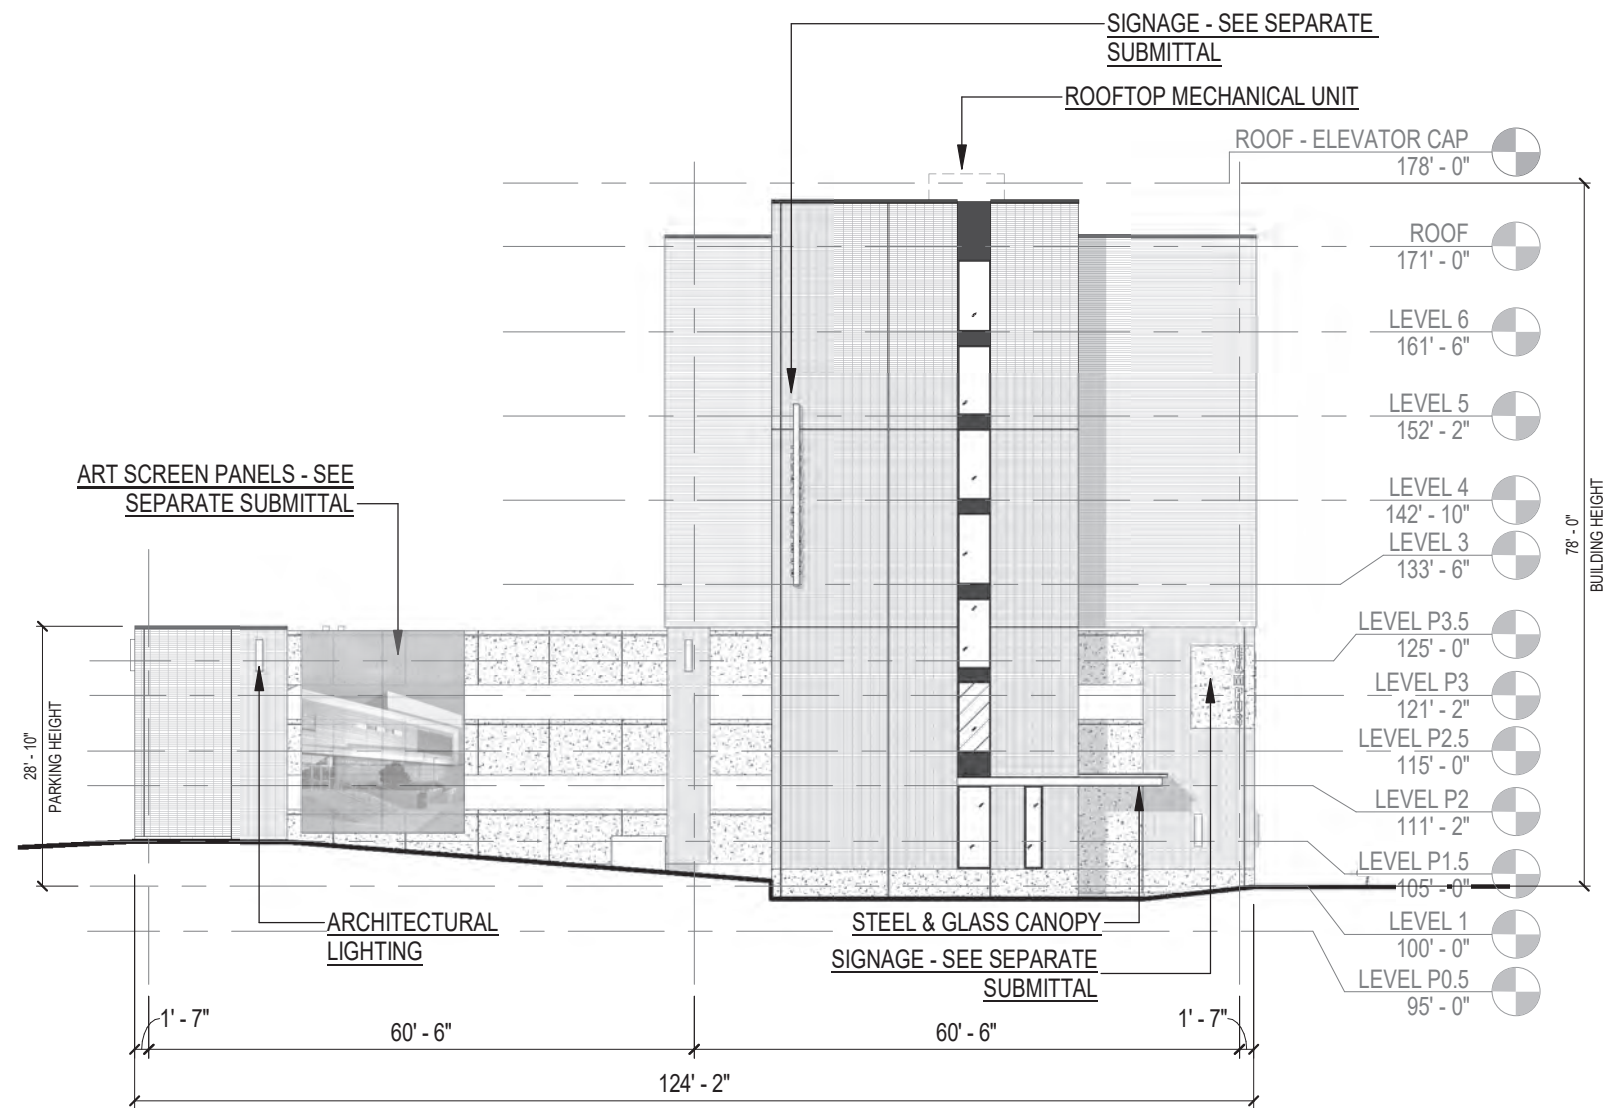 SIGNAGE - SEE SEPARATE
SUBMITTAL
ROOFTOP MECHANICAL UNIT
ROOF - ELEVATOR CAP
178' - 0"
ROOF
171' - 0"
LEVEL 6
161' - 6"
LEVEL 5
152' - 2"
ART SCREEN PANELS - SEE
SEPARATE SUBMITTAL
LEVEL 4
142' - 10"
LEVEL 3
133' - 6"
78' - 0"
BUILDING HEIGHT
LEVEL P3.5
125' - 0"
LEVEL P3
121' - 2"
28' - 10"
PARKING HEIGHT
LEVEL P2.5
115' - 0"
LEVEL P2
111' - 2"
LEVEL P1.5
105' - 0"
ARCHITECTURAL
LIGHTING
STEEL & GLASS CANOPY
SIGNAGE - SEE SEPARATE
SUBMITTAL
LEVEL 1
100' - 0"
LEVEL P0.5
95' - 0"
1' - 7"
60' - 6"
60' - 6"
1' - 7"
124' - 2"